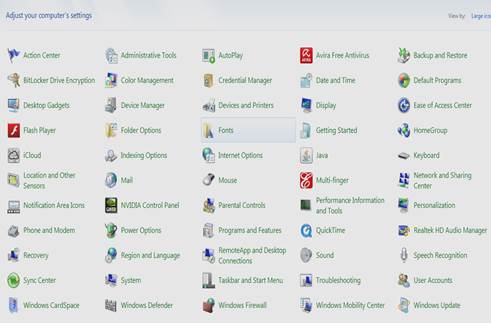 Adjust your computer's settings
View by: Large ico
Action Center
Administrative Tools
AutoPlay
Avira Free Antivirus
Backup and Restore
BitLocker Drive Encryption
Color Management
Credential Manager
Date and Time
Default Programs
Desktop Gadgets
Device Manager
Devices and Printers
Display
Ease of Access Center
Flash Player
Folder Options
Fonts
Getting Started
HomeGroup
iCloud
Indexing Options
Internet Options
Java
Keyboard
Location and Other
Sensors
Mail
Mouse
Multi-finger
Network and Sharing
Center
Notification Area Icons
NVIDIA Control Panel
Parental Controls
Performance Information
and Tools
Personalization
Phone and Modem
Power Options
Programs and Features
QuickTime
Realtek HD Audio Manager
Recovery
Region and Language
RemoteApp and Desktop
Connections
Sound
Speech Recognition
Sync Center
System
Taskbar and Start Menu
Troubleshooting
User Accounts
Windows CardSpace
Windows Defender
Windows Firewall
Windows Mobility Center
Windows Update